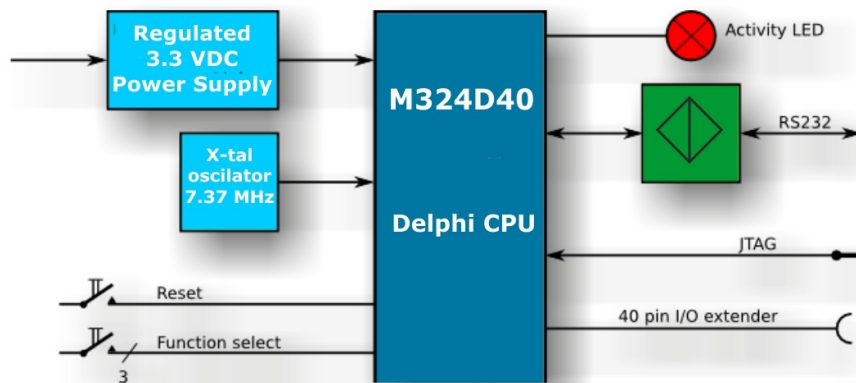 Regulated
3.3 VDC
Power Supply
X-tal
oscilator
7.37 MHz
Reset
Function select
3
M324D40
Delphi CPU
Activity LED
RS232
JTAG
40 pin I/O extender